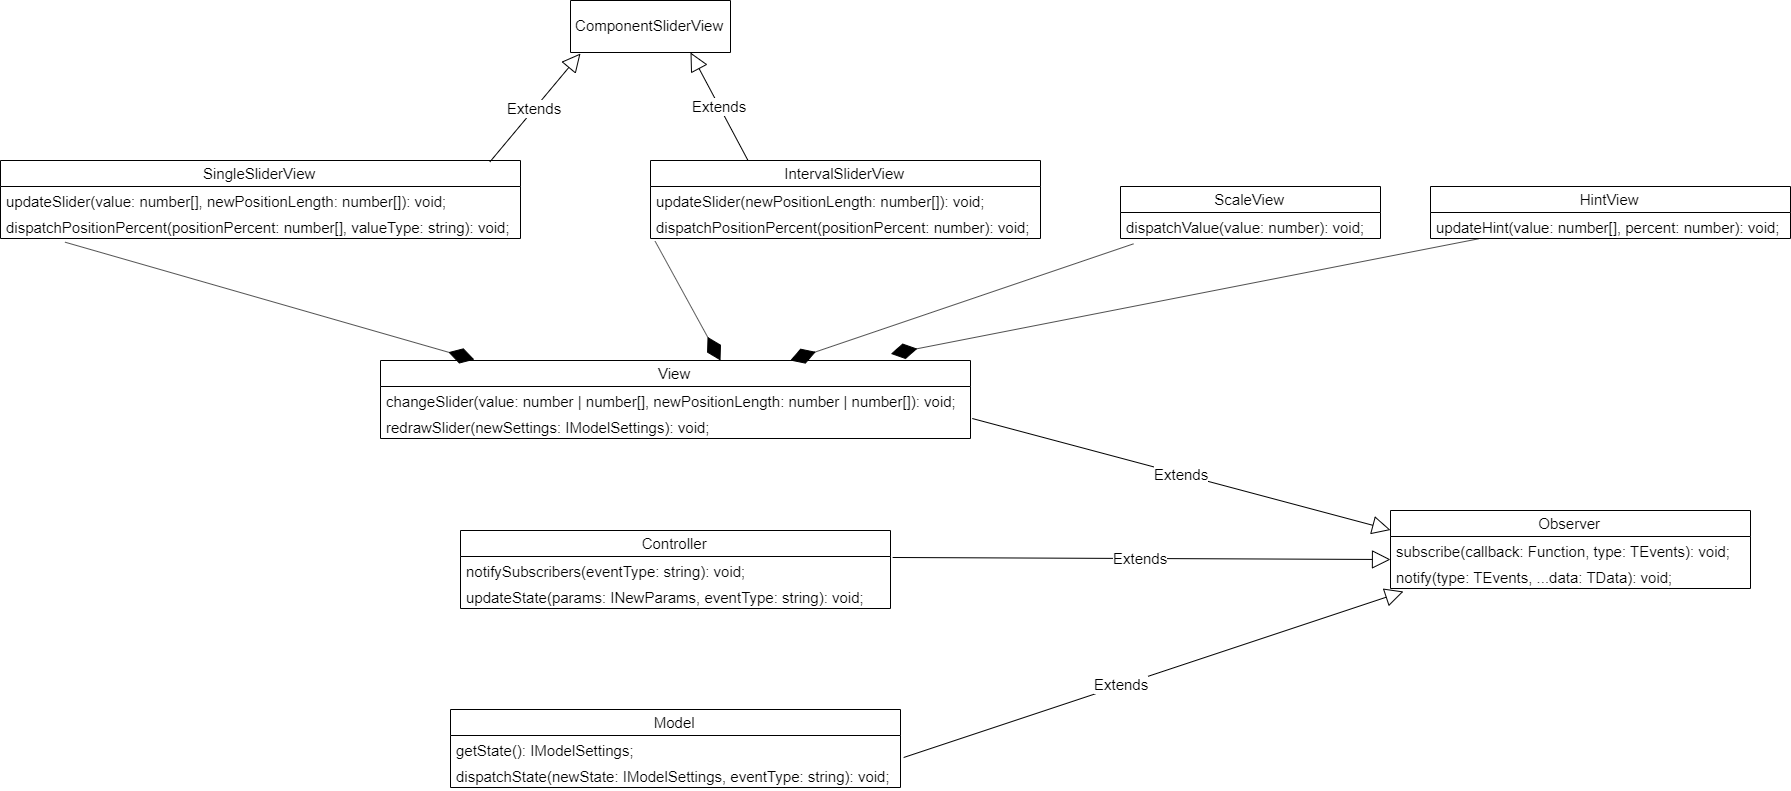 ComponentSliderView
Extends
Extends
SingleSliderView
updateSlider(value: number[], newPositionLength: number[]): void;
dispatchPositionPercent(positionPercent: number[], valueType: string): void;
IntervalSliderView
updateSlider(newPositionLength: number[]): void;
dispatchPositionPercent(positionPercent: number): void;
ScaleView
dispatchValue(value: number): void;
HintView
updateHint(value: number[], percent: number): void;
View
changeSlider(value: number | number[], newPositionLength: number | number[]): void;
redrawSlider(newSettings: IModelSettings): void;
Extends
Observer
subscribe(callback: Function, type: TEvents): void;
notify(type: TEvents, ...data: TData): void;
Controller
notifySubscribers(eventType: string): void;
updateState(params: INewParams, eventType: string): void;
Extends
Extends
Model
getState(): IModelSettings;
dispatchState(newState: IModelSettings, eventType: string): void;